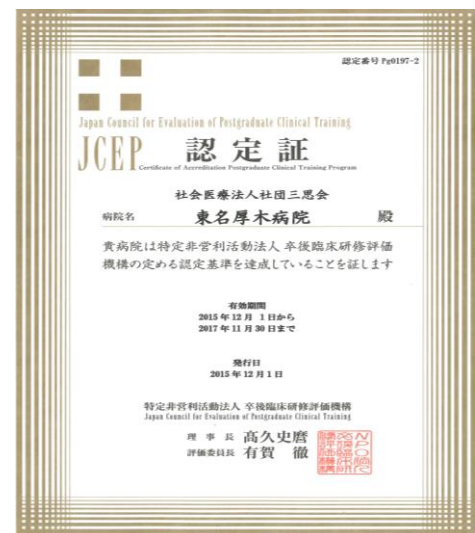 認定番号 Pg0197-2
Japan Council for Evaluation of Postgraduate Clinical Training
JCEP 認定証
Certificate of Accreditation Postgraduate Clinical Training Program
社会医療法人社団三思会
病院名 東名厚木病院 殿
貴病院は特定非営利活動法人 卒後臨床研修評価
機構の定める認定基準を達成していることを証します
有効期間
2015年12月 1日から
2017年11月30日まで
発行日
2015年12月1日
特定非営利活動法人 卒後臨床研修評価機構
Japan Council for Evaluation of Postgraduate Clinical Training
理事長 髙久史麿
評価委員長 有賀 徹